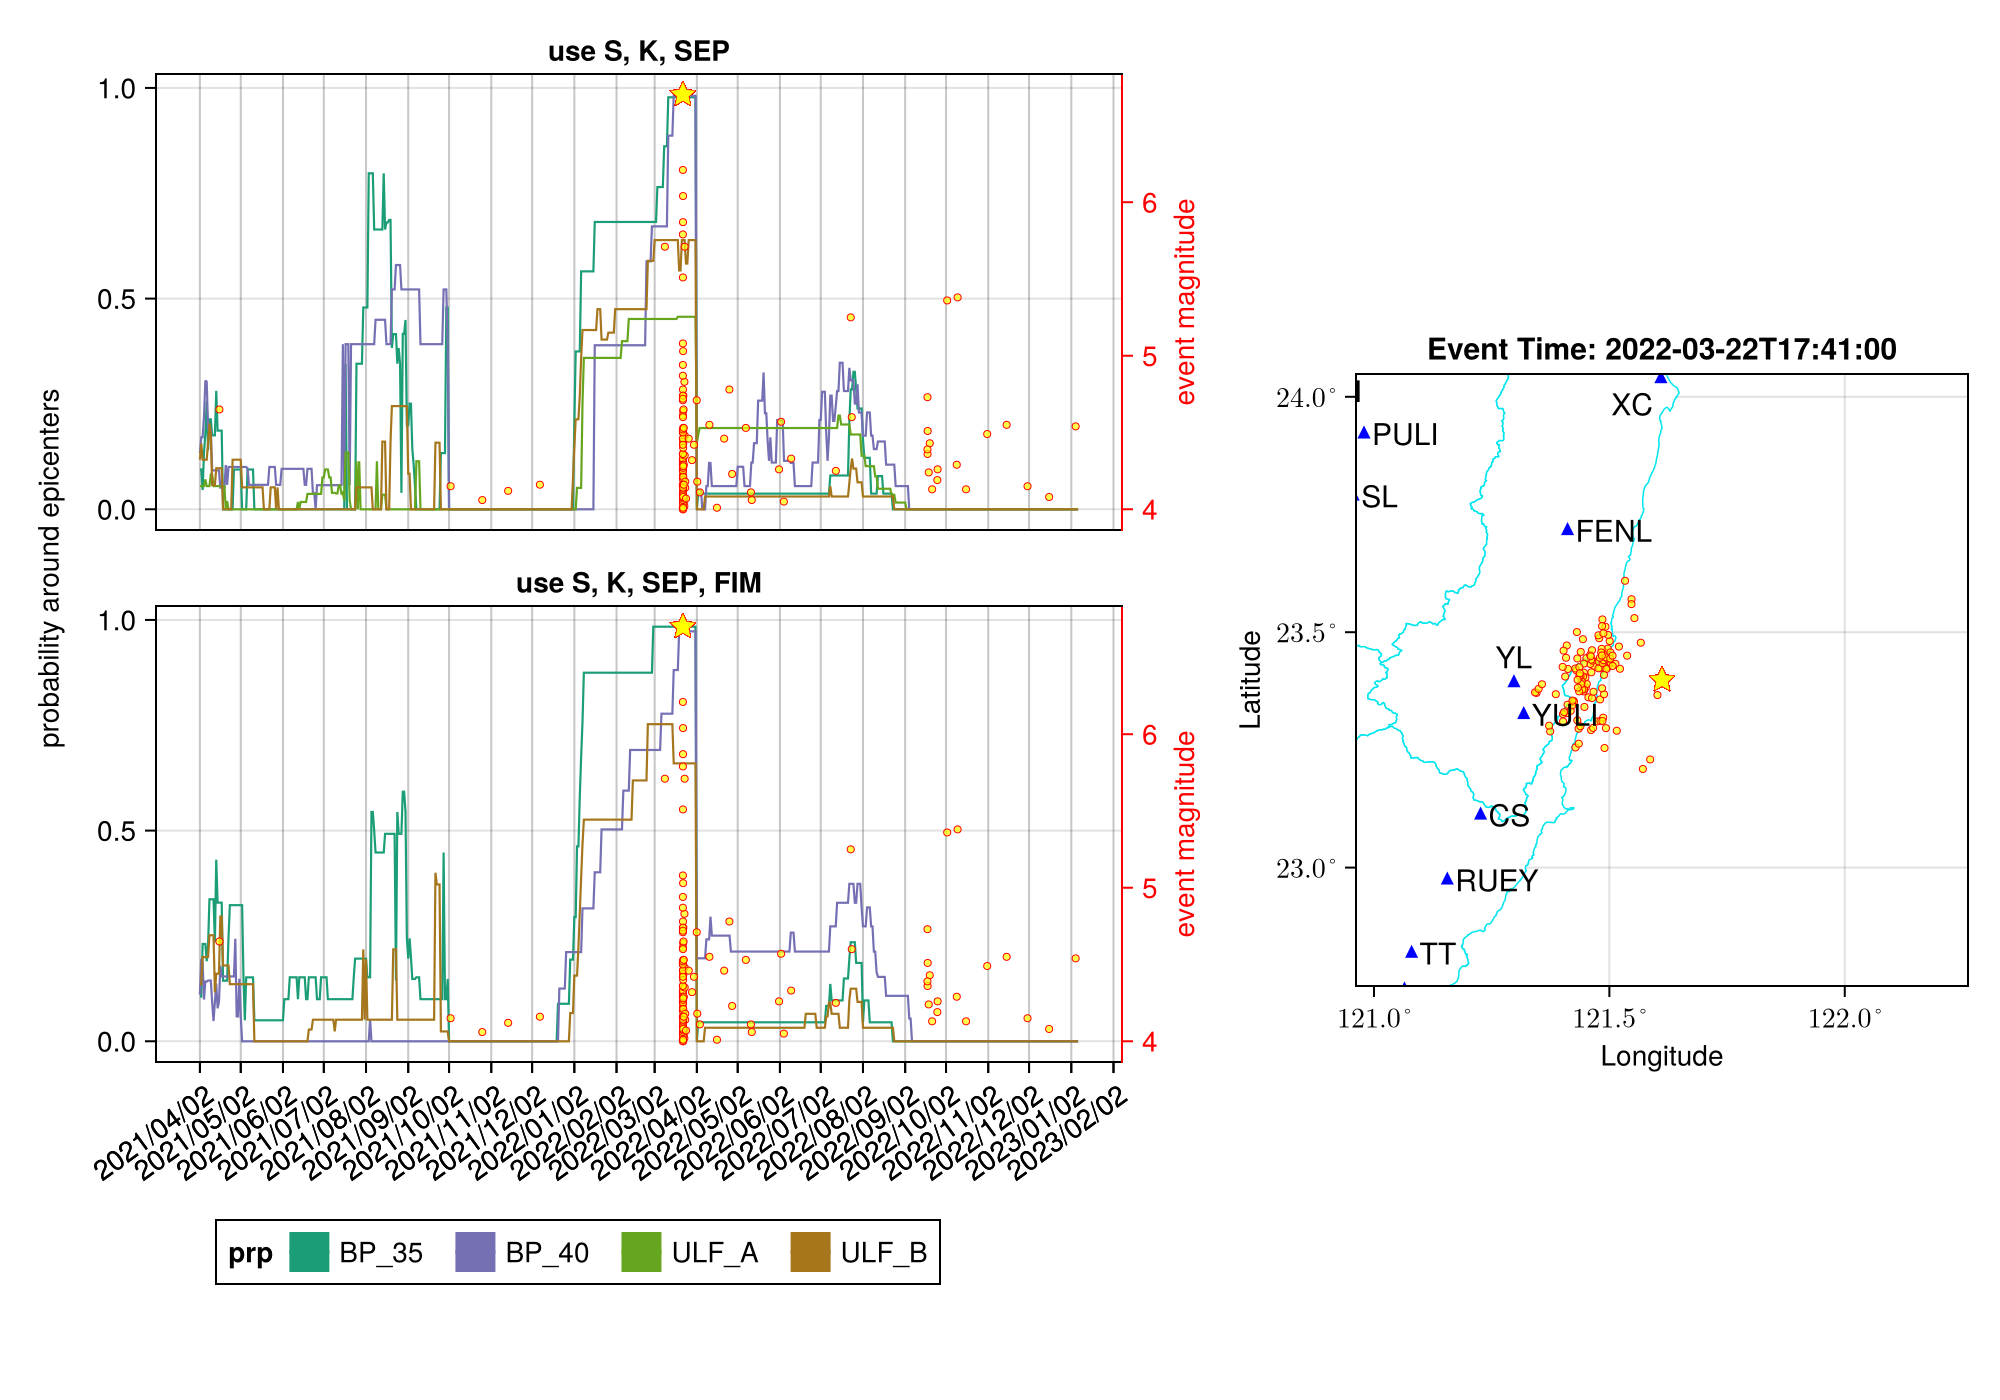 use S, K, SEP
1.0
0.5
0.0
6
5
4
event magnitude
probability around epicenters
use S, K, SEP, FIM
1.0
0.5
0.0
6
5
4
event magnitude
2021/04/02
2021/05/02
2021/06/02
2021/07/02
2021/08/02
2021/09/02
2021/10/02
2021/11/02
2021/12/02
2022/01/02
2022/02/02
2022/03/02
2022/04/02
2022/05/02
2022/06/02
2022/07/02
2022/08/02
2022/09/02
2022/10/02
2022/11/02
2022/12/02
2023/01/02
2023/02/02
prp BP_35 BP_40 ULF_A ULF_B
Event Time: 2022-03-22T17:41:00
24.0°
23.5°
23.0°
Latitude
XC
PULI
SL
FENL
YL
YULI
CS
RUEY
TT
121.0° 121.5° 122.0°
Longitude